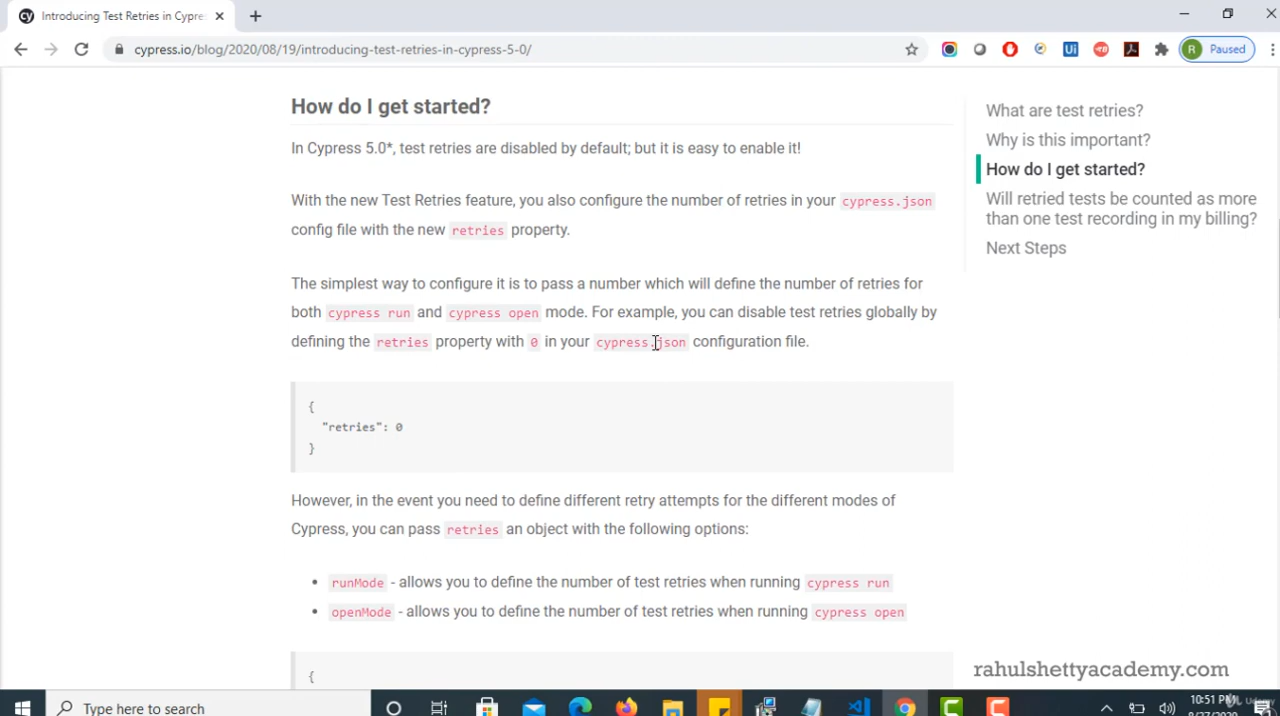 Introducing Test Retries in Cypre
cypress.io/blog/2020/08/19/introducing-test-retries-in-cypress-5-0/
R Paused
How do I get started?
In Cypress 5.0*, test retries are disabled by default; but it is easy to enable it!
With the new Test Retries feature, you also configure the number of retries in your cypress.json
config file with the new retries property.
The simplest way to configure it is to pass a number which will define the number of retries for
both cypress run and cypress open mode. For example, you can disable test retries globally by
defining the retries property with 0 in your cypress.json configuration file.
{
"retries": 0
}
However, in the event you need to define different retry attempts for the different modes of
Cypress, you can pass retries an object with the following options:
• runMode - allows you to define the number of test retries when running cypress run
• openMode - allows you to define the number of test retries when running cypress open
{
What are test retries?
Why is this important?
How do I get started?
Will retried tests be counted as more
than one test recording in my billing?
Next Steps
rahulshettyacademy.com
Type here to search
10:51 PM
8/27/2020